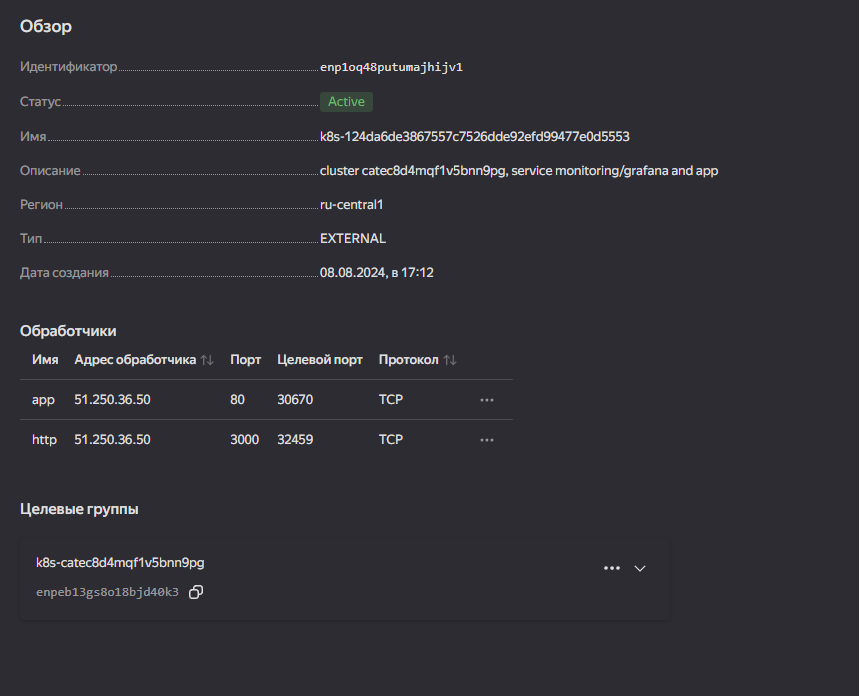 Обзор
Идентификатор enp1oq48putumajhijv1
Статус Active
Имя k8s-124da6de3867557c7526dde92efd99477e0d5553
Описание cluster catec8d4mqf1v5bnn9pg, service monitoring/grafana and app
Регион ru-central1
Тип EXTERNAL
Дата создания 08.08.2024, в 17:12
Обработчики
Имя Адрес обработчика Порт Целевой порт Протокол
app 51.250.36.50 80 30670 TCP
http 51.250.36.50 3000 32459 TCP
Целевые группы
k8s-catec8d4mqf1v5bnn9pg
enpeb13gs8o18bjd40k3